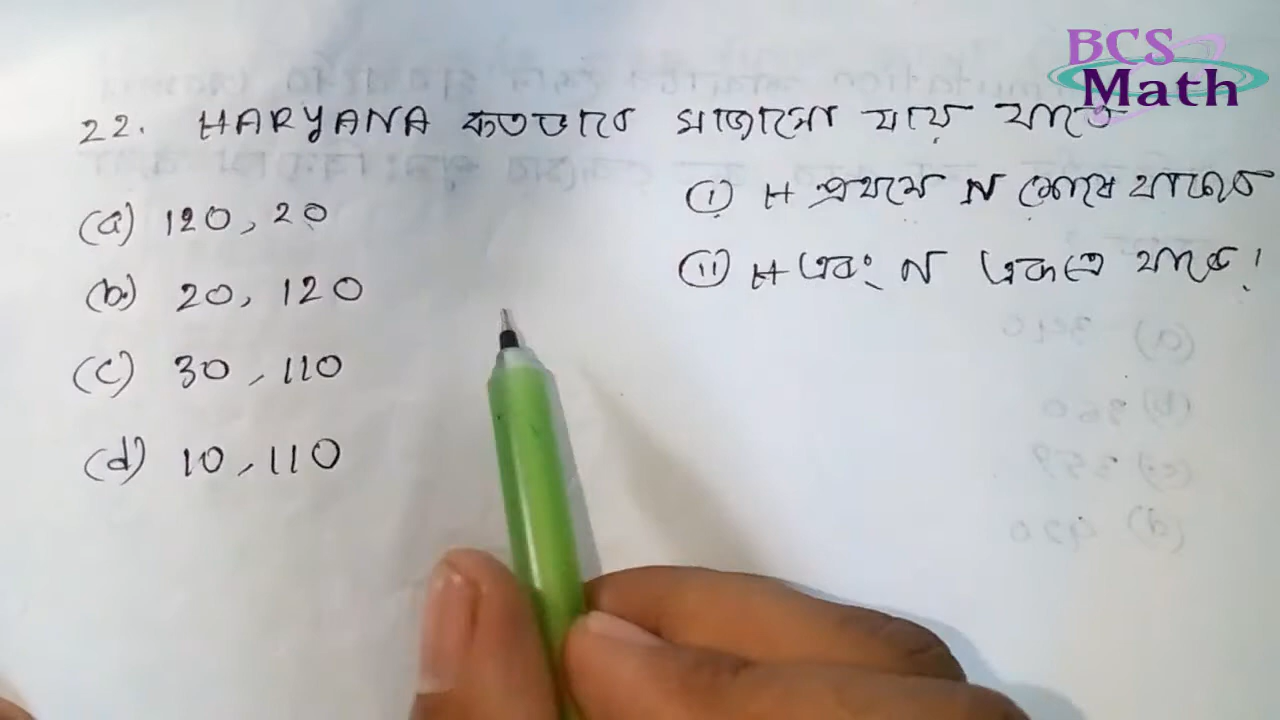 BCS
Math
22. HARYANA কতভাবে সাজানো যায় যাতে
(i) H প্রথমে N শেষে থাকবে
(ii) H এবং N একত্রে থাকে।
(a) 120, 20
(b) 20, 120
(c) 30, 110
(d) 10, 110